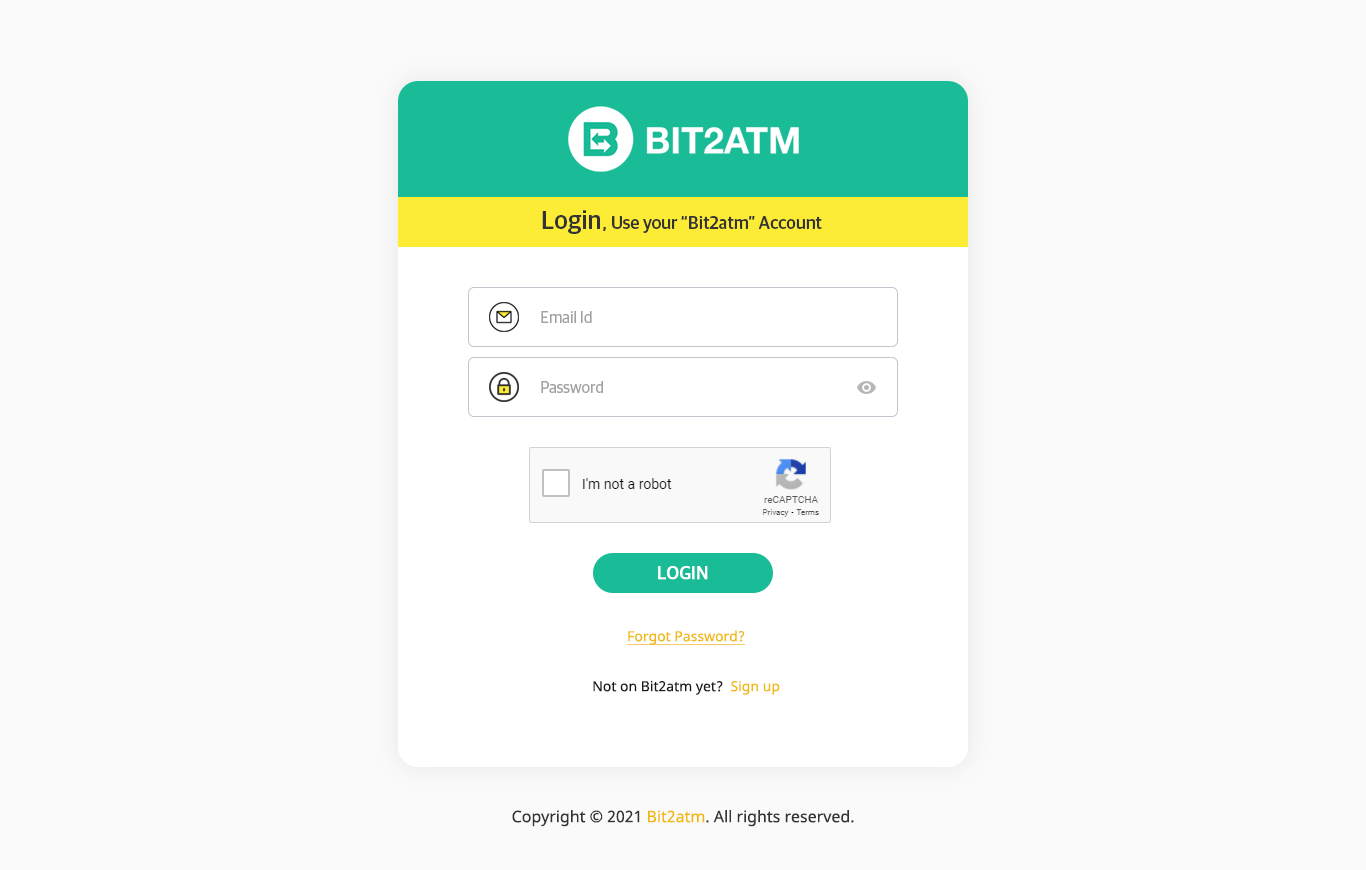 BIT2ATM
Login, Use your “Bit2atm” Account
Email Id
Password
I'm not a robot
reCAPTCHA
Privacy - Terms
LOGIN
Forgot Password?
Not on Bit2atm yet? Sign up
Copyright © 2021 Bit2atm. All rights reserved.